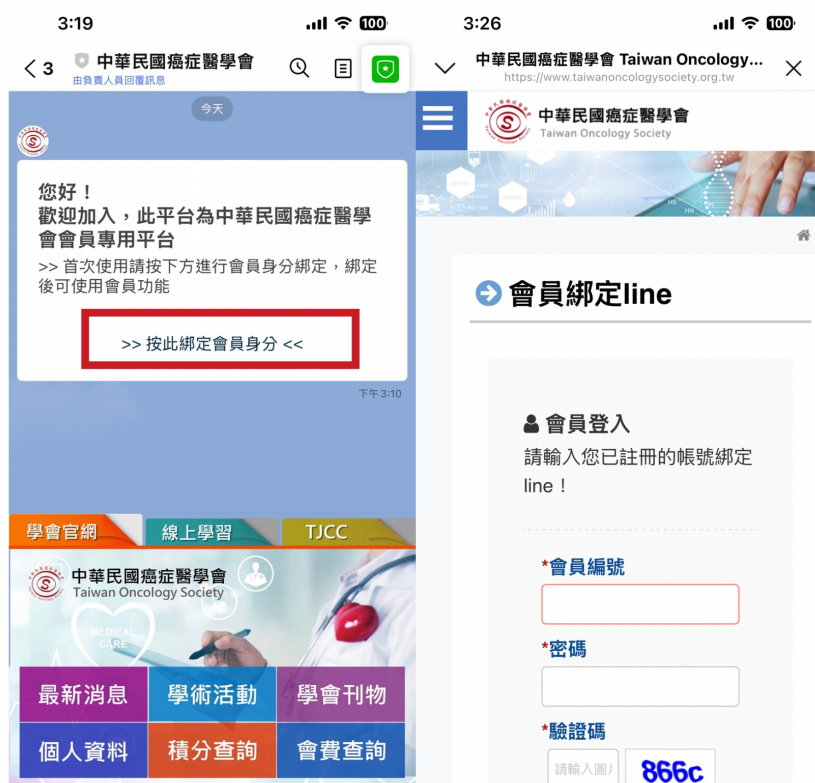 3:19
100
3
中華民國癌症醫學會
由負責人員回覆訊息
今天
您好！
歡迎加入，此平台為中華民國癌症醫學
會會員專用平台
>> 首次使用請按下方進行會員身分綁定，綁定
後可使用會員功能
>> 按此綁定會員身分 <<
下午 3:10
學會官網
線上學習
TJCC
中華民國癌症醫學會
Taiwan Oncology Society
MEDICAL
CARE
最新消息
學術活動
學會刊物
個人資料
積分查詢
會費查詢
3:26
100
中華民國癌症醫學會 Taiwan Oncology...
https://www.taiwanoncologysociety.org.tw
中華民國癌症醫學會
Taiwan Oncology Society
HN
HN
會員綁定line
會員登入
請輸入您已註冊的帳號綁定
line！
*會員編號
*密碼
*驗證碼
請輸入圖
866c